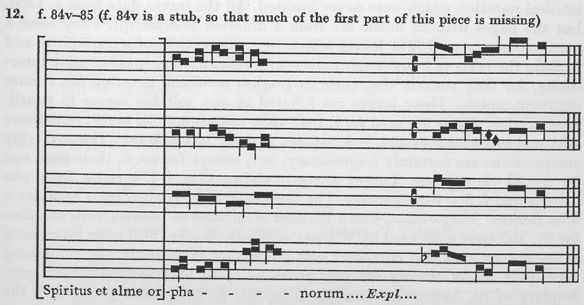 12. f. 84v–85 (f. 84v is a stub, so that much of the first part of this piece is missing)
[Spiritus et alme or]-pha - - - norum.... Expl....